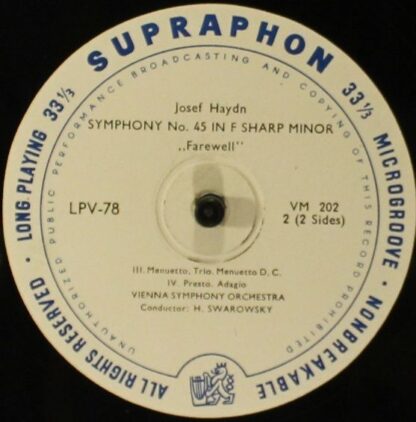 SUPRAPHON
LONG PLAYING 33⅓
33⅓ MICROGROOVE
ALL RIGHTS RESERVED
NONBREAKABLE
UNAUTHORIZED PUBLIC PERFORMANCE BROADCASTING AND COPYING OF THIS RECORD PROHIBITED
Josef Haydn
SYMPHONY No. 45 IN F SHARP MINOR
„Farewell"
LPV-78
VM 202
2 (2 Sides)
III. Menuetto, Trio. Menuetto D. C.
IV. Presto. Adagio
VIENNA SYMPHONY ORCHESTRA
Conductor: H. SWAROWSKY